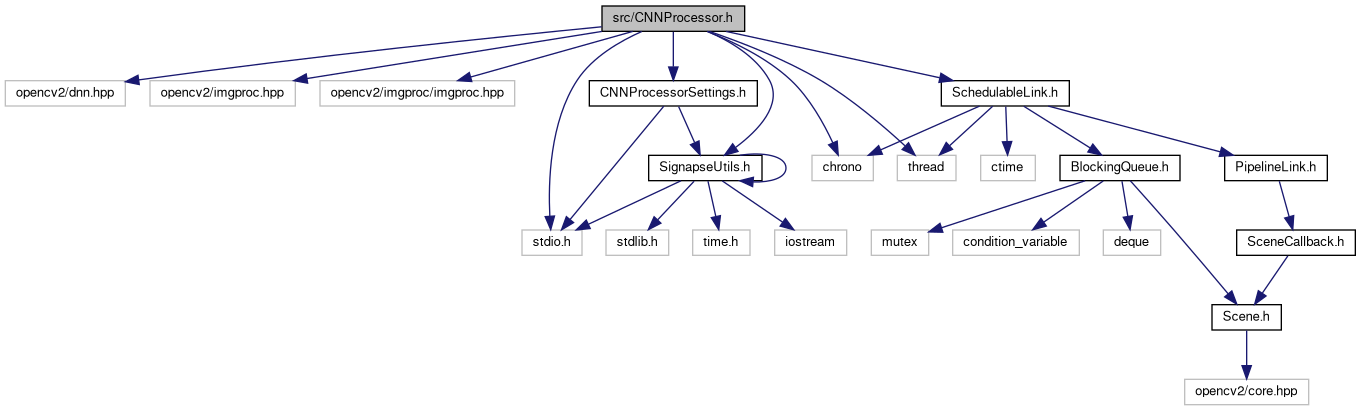 src/CNNProcessor.h
opencv2/dnn.hpp
opencv2/imgproc.hpp
opencv2/imgproc/imgproc.hpp
CNNProcessorSettings.h
SchedulableLink.h
SignapseUtils.h
chrono
thread
ctime
BlockingQueue.h
PipelineLink.h
stdio.h
stdlib.h
time.h
iostream
mutex
condition_variable
deque
SceneCallback.h
Scene.h
opencv2/core.hpp